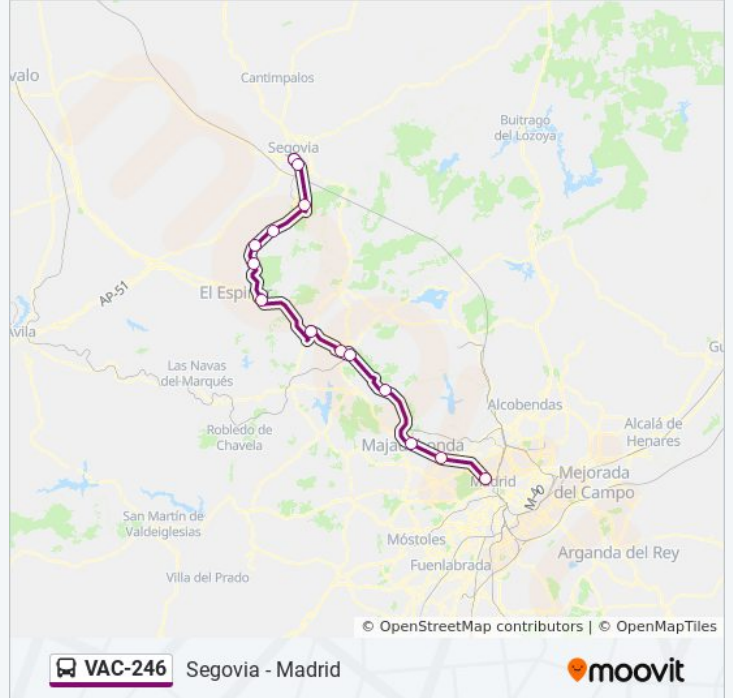 valo
Cantimpalos
Buitrago
del Lozoya
Segovia
AP-51
El Espinar
Ávila
Gu
Las Navas
del Marqués
Alcobendas
Robledo de
Chavela
Alcalá de
Henares
Majadahonda
Madrid
M-40
Mejorada
del Campo
San Martín de
Valdeiglesias
Móstoles
Arganda del Rey
Fuenlabrada
Villa del Prado
© OpenStreetMap contributors | © OpenMapTiles
VAC-246 Segovia - Madrid
moovit